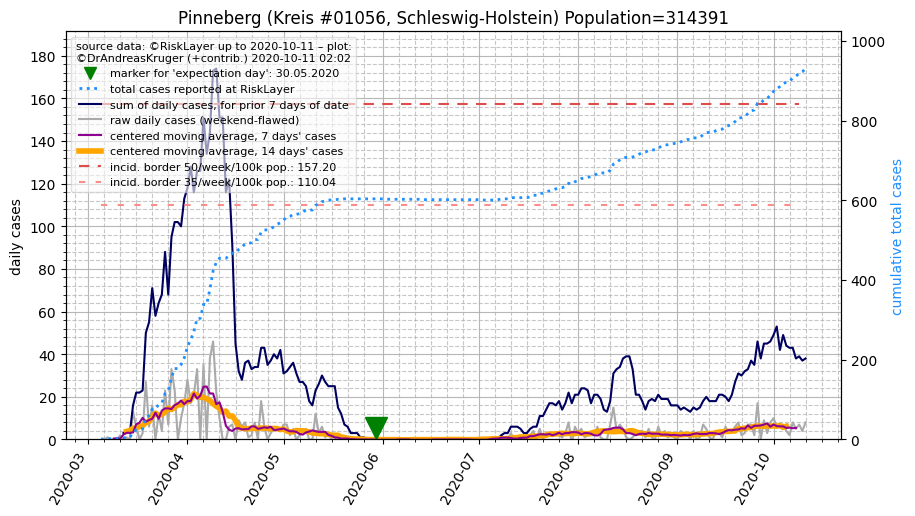 Pinneberg (Kreis #01056, Schleswig-Holstein) Population=314391
source data: ©RiskLayer up to 2020-10-11 – plot:
©DrAndreasKruger (+contrib.) 2020-10-11 02:02
marker for 'expectation day': 30.05.2020
total cases reported at RiskLayer
sum of daily cases, for prior 7 days of date
raw daily cases (weekend-flawed)
centered moving average, 7 days' cases
centered moving average, 14 days' cases
incid. border 50/week/100k pop.: 157.20
incid. border 35/week/100k pop.: 110.04
daily cases
180
160
140
120
100
80
60
40
20
0
cumulative total cases
1000
800
600
400
200
0
2020-03
2020-04
2020-05
2020-06
2020-07
2020-08
2020-09
2020-10